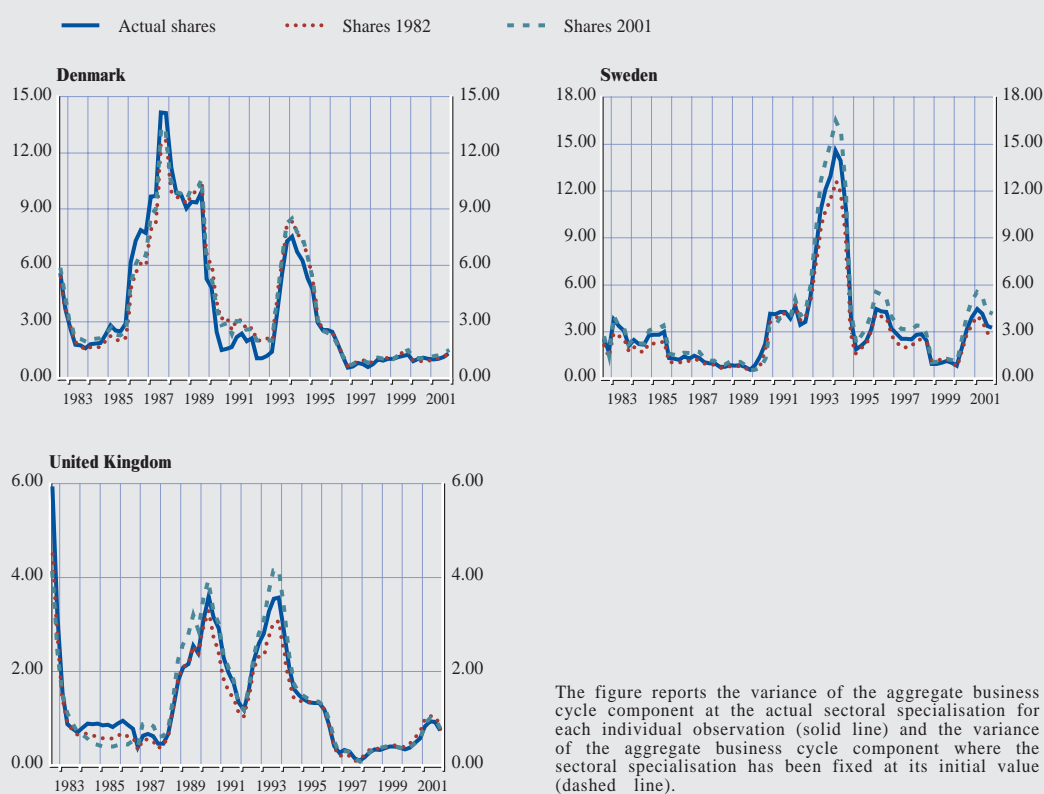 Actual shares Shares 1982 Shares 2001
Denmark
15.00 15.00
12.00 12.00
9.00 9.00
6.00 6.00
3.00 3.00
0.00 0.00
1983 1985 1987 1989 1991 1993 1995 1997 1999 2001
Sweden
18.00 18.00
15.00 15.00
12.00 12.00
9.00 9.00
6.00 6.00
3.00 3.00
0.00 0.00
1983 1985 1987 1989 1991 1993 1995 1997 1999 2001
United Kingdom
6.00 6.00
4.00 4.00
2.00 2.00
0.00 0.00
1983 1985 1987 1989 1991 1993 1995 1997 1999 2001
The figure reports the variance of the aggregate business
cycle component at the actual sectoral specialisation for
each individual observation (solid line) and the variance
of the aggregate business cycle component where the
sectoral specialisation has been fixed at its initial value
(dashed line).